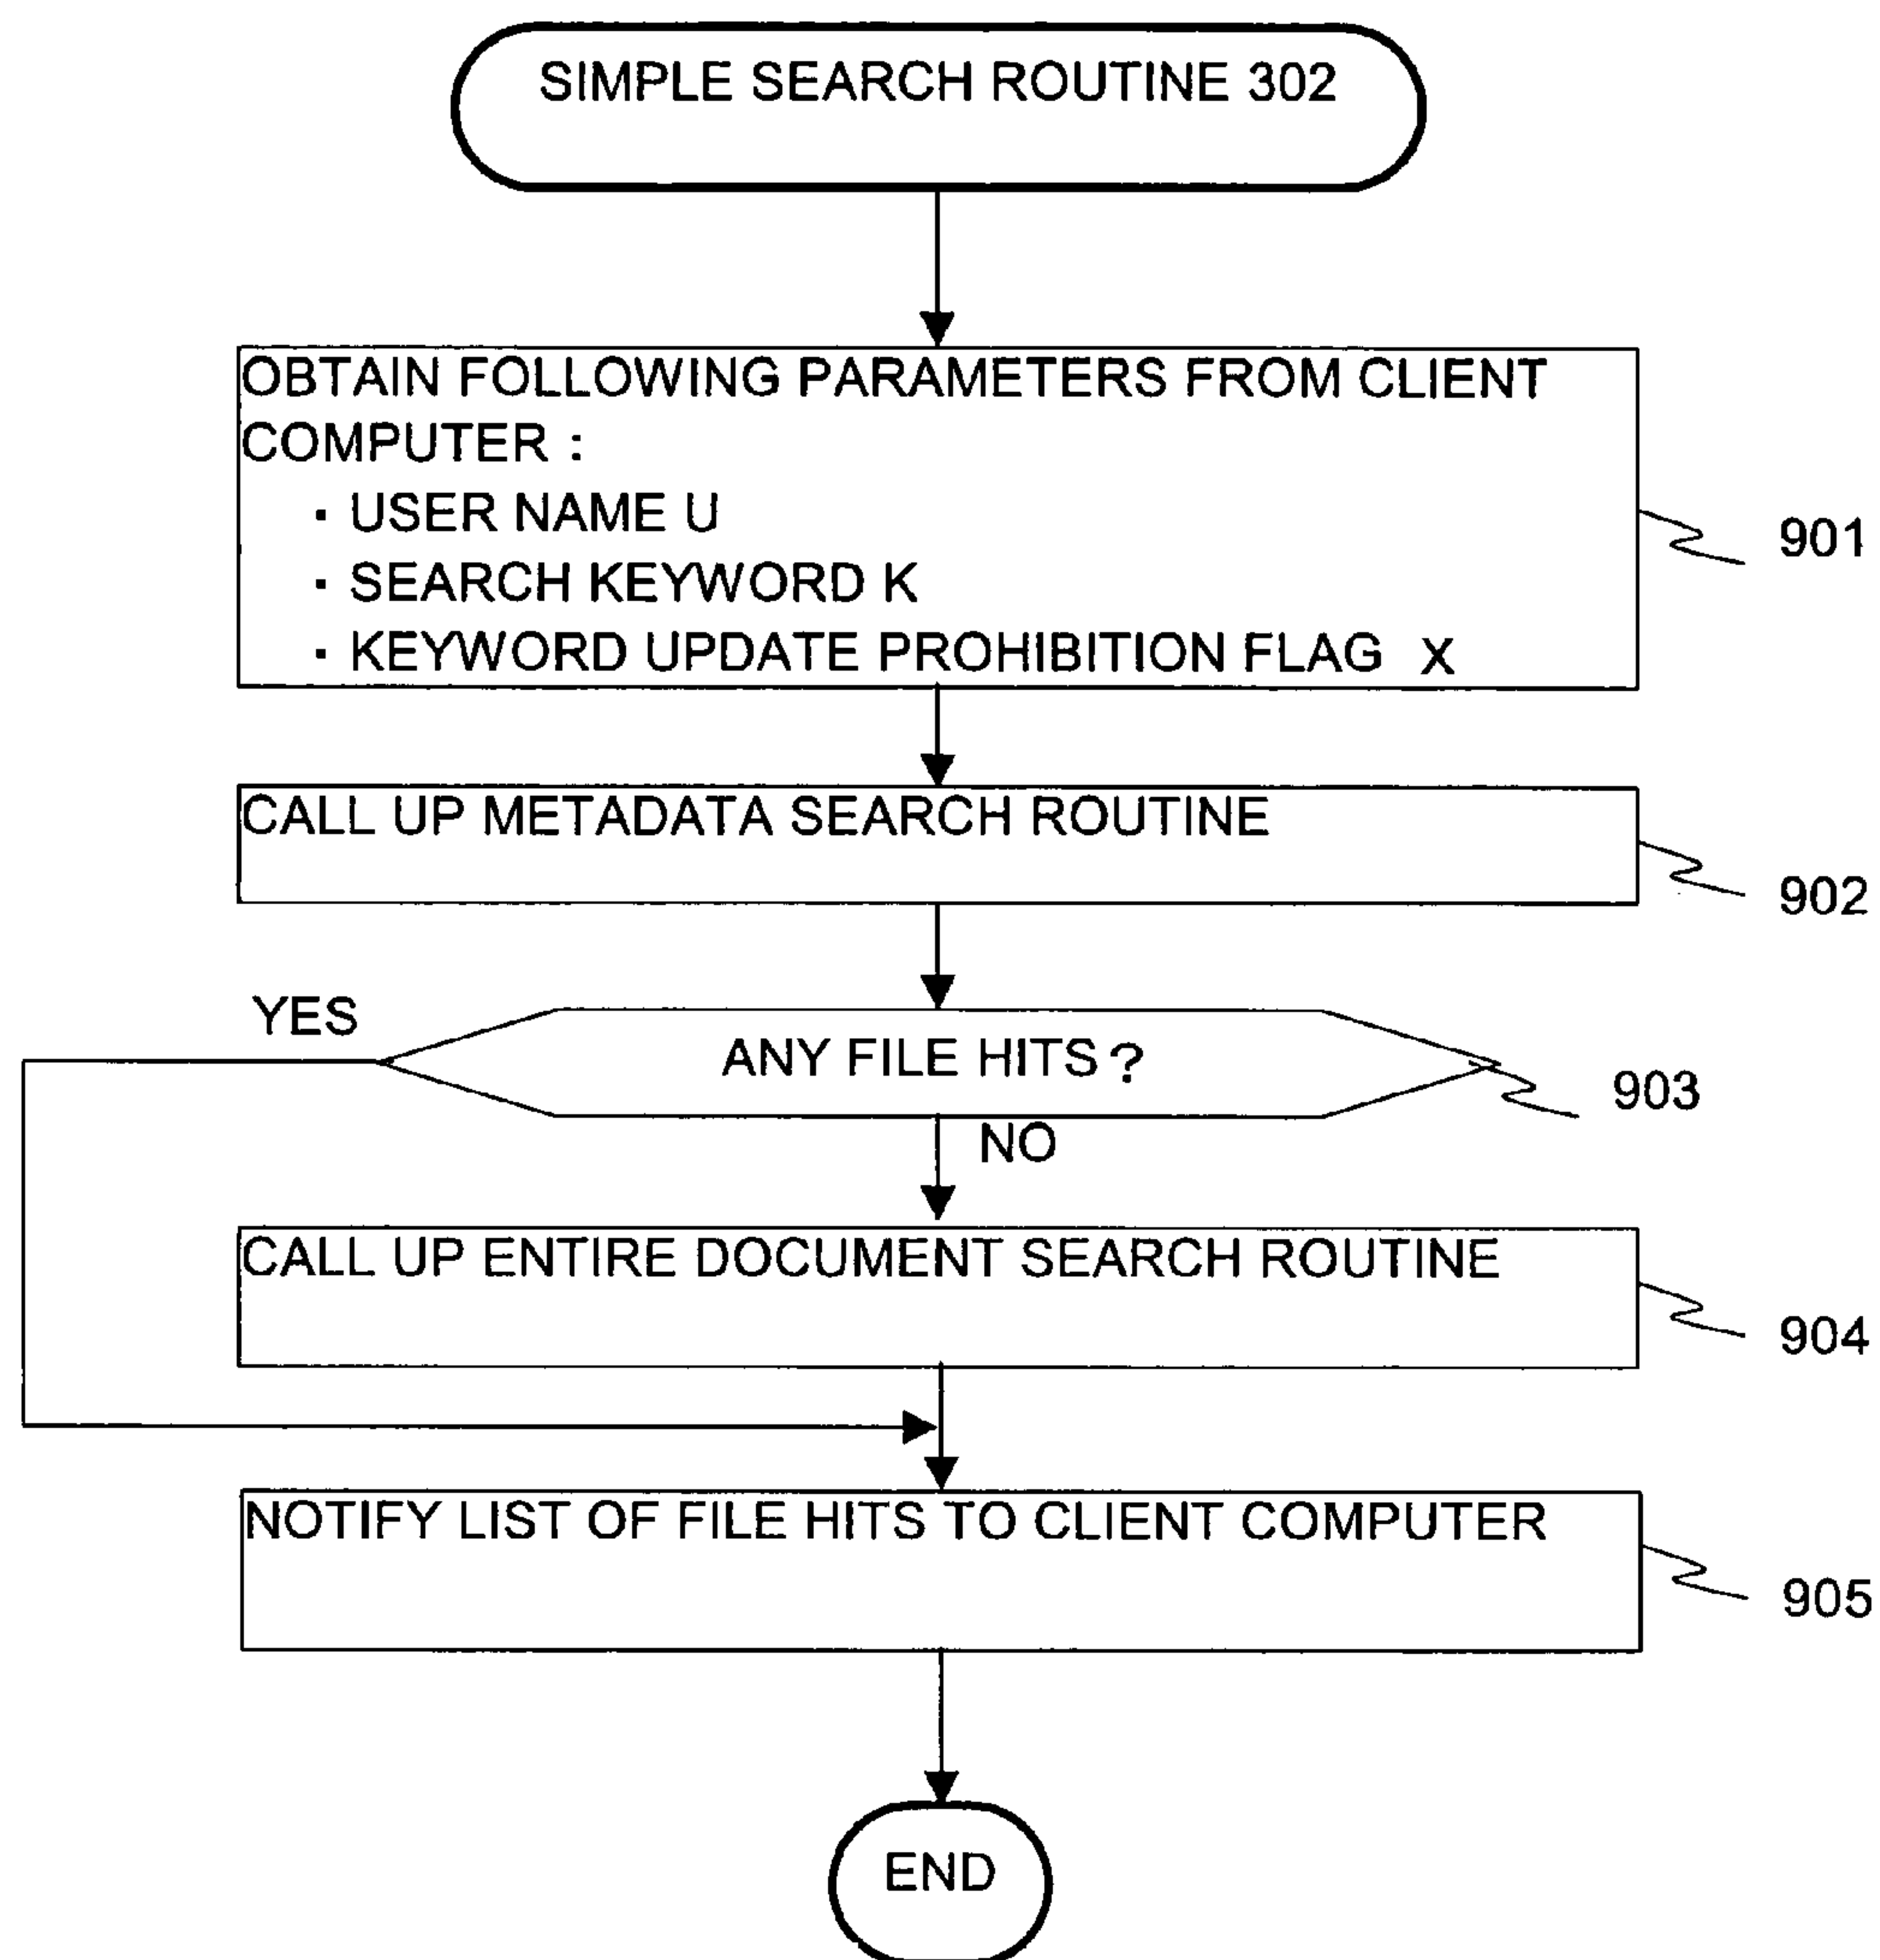 SIMPLE SEARCH ROUTINE 302
OBTAIN FOLLOWING PARAMETERS FROM CLIENT
COMPUTER :
· USER NAME U
· SEARCH KEYWORD K
· KEYWORD UPDATE PROHIBITION FLAG X
901
CALL UP METADATA SEARCH ROUTINE
902
YES
ANY FILE HITS ?
903
NO
CALL UP ENTIRE DOCUMENT SEARCH ROUTINE
904
NOTIFY LIST OF FILE HITS TO CLIENT COMPUTER
905
END